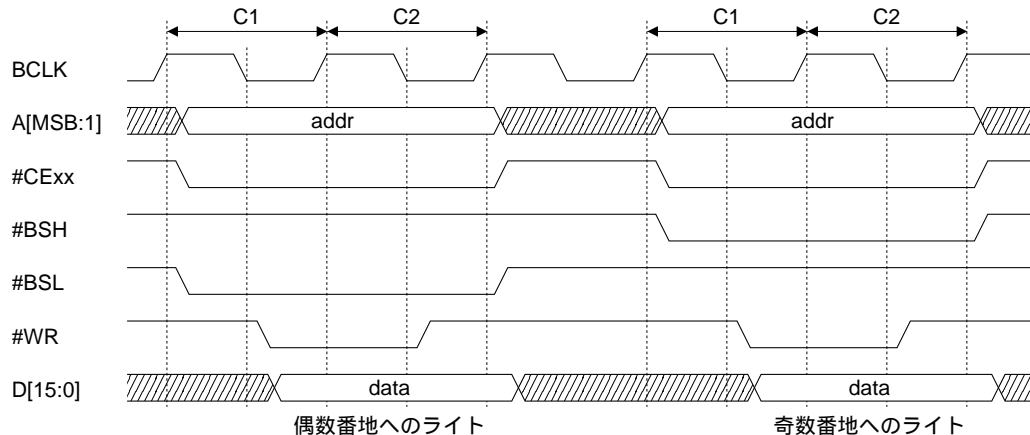 C1 C2 C1 C2
BCLK
A[MSB:1] addr addr
#CExx
#BSH
#BSL
#WR
D[15:0] data data
偶数番地へのライト 奇数番地へのライト